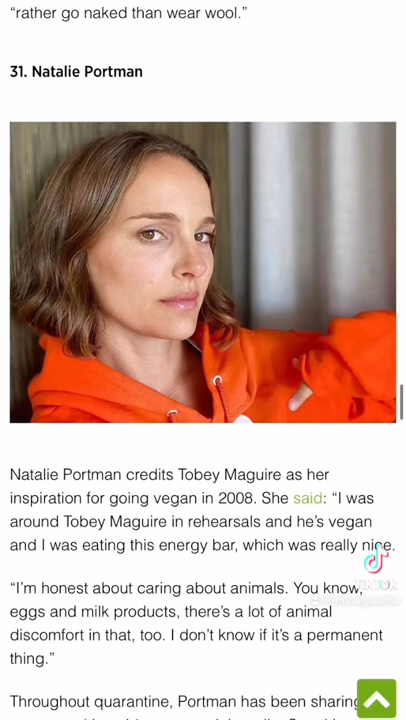 “rather go naked than wear wool.”
31. Natalie Portman
Natalie Portman credits Tobey Maguire as her
inspiration for going vegan in 2008. She said: “I was
around Tobey Maguire in rehearsals and he’s vegan
and I was eating this energy bar, which was really nice.
“I’m honest about caring about animals. You know,
eggs and milk products, there’s a lot of animal
discomfort in that, too. I don’t know if it’s a permanent
thing.”
TikTok
Throughout quarantine, Portman has been sharing